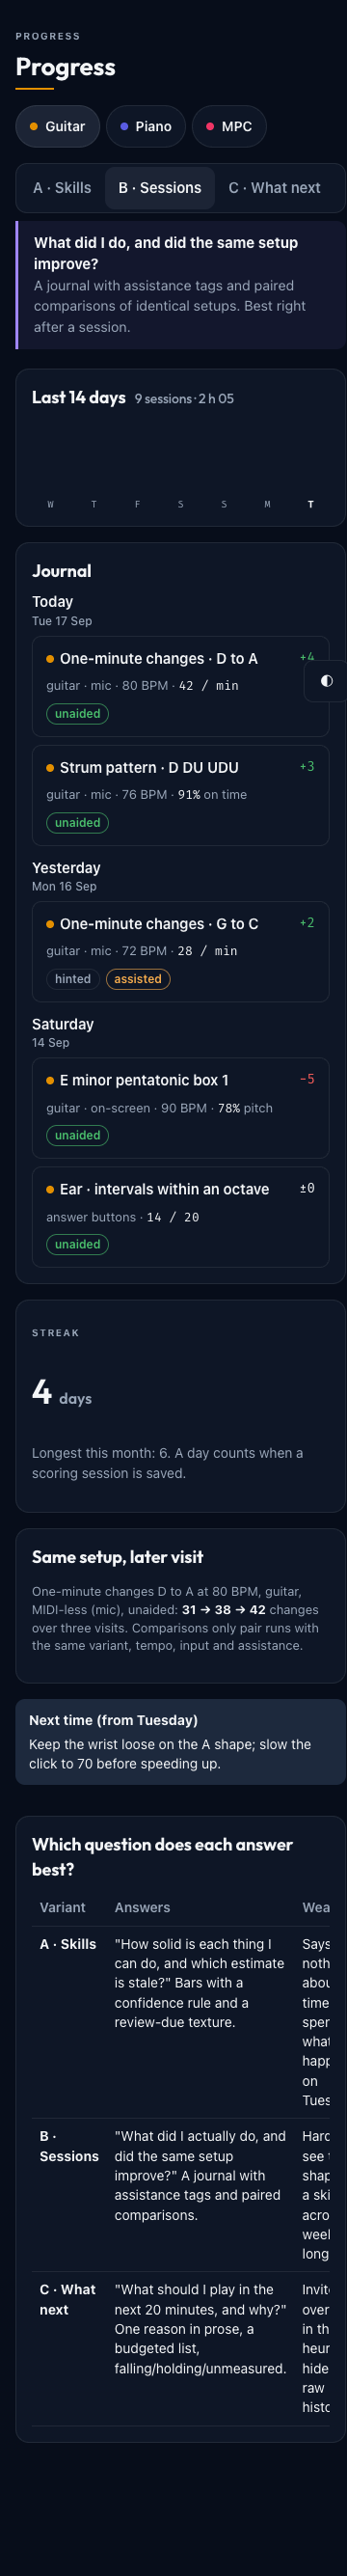 PROGRESS
Progress
Guitar
Piano
MPC
A · Skills
B · Sessions
C · What next
What did I do, and did the same setup
improve?
A journal with assistance tags and paired
comparisons of identical setups. Best right
after a session.
Last 14 days 9 sessions · 2 h 05
W T F S S M T
Journal
Today
Tue 17 Sep
One-minute changes · D to A +4
guitar · mic · 80 BPM · 42 / min
unaided
Strum pattern · D DU UDU +3
guitar · mic · 76 BPM · 91% on time
unaided
Yesterday
Mon 16 Sep
One-minute changes · G to C +2
guitar · mic · 72 BPM · 28 / min
hinted assisted
Saturday
14 Sep
E minor pentatonic box 1 −5
guitar · on-screen · 90 BPM · 78% pitch
unaided
Ear · intervals within an octave ±0
answer buttons · 14 / 20
unaided
STREAK
4 days
Longest this month: 6. A day counts when a
scoring session is saved.
Same setup, later visit
One-minute changes D to A at 80 BPM, guitar,
MIDI-less (mic), unaided: 31 → 38 → 42 changes
over three visits. Comparisons only pair runs with
the same variant, tempo, input and assistance.
Next time (from Tuesday)
Keep the wrist loose on the A shape; slow the
click to 70 before speeding up.
Which question does each answer
best?
Variant Answers
A · Skills
"How solid is each thing I
can do, and which estimate
is stale?" Bars with a
confidence rule and a
review-due texture.
Says
on
B ·
Sessions
"What did I actually do, and
did the same setup
improve?" A journal with
assistance tags and paired
comparisons.
C · What
next
"What should I play in the
next 20 minutes, and why?"
One reason in prose, a
budgeted list,
falling/holding/unmeasured.
raw